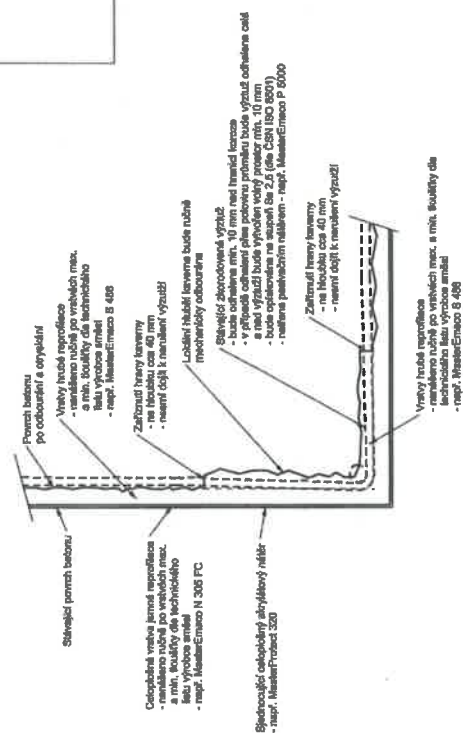 Stávající povrch betonu
Povrch betonu
po odbourání a otryskání
Vrstvy hrubé reprofilace
- nanášeno ručně po vrstvách max.
a min. tloušťky dle technického
listu výrobce směsi
- např. MasterEmaco S 488
Zaříznutí hrany kaverny
- na hloubku cca 40 mm
- nesmí dojít k narušení výztuží
Lokální hlubší kaverna bude ručně
mechanicky odbourána
Stávající zkorodovaná výztuž
- bude odhalena min. 10 mm nad hranici koroze
- v případě odhalení přes polovinu průměru bude výztuž odhalena celá
a nad výztuží bude vytvořen volný prostor min. 10 mm
- bude opískována na stupeň Sa 2,5 (dle ČSN ISO 8501)
- natřena pasivačním nátěrem - např. MasterEmaco P 5000
Zaříznutí hrany kaverny
- na hloubku cca 40 mm
- nesmí dojít k narušení výzuží
Celoplošná vrstva jemné reprofilace
- nanášeno ručně po vrstvách max.
a min. tloušťky dle technického
listu výrobce směsi
- např. MasterEmaco N 305 FC
Sjednocující celoplošný akrylátový nátěr
- např. MasterProtect 320
Vrstvy hrubé reprofilace
- nanášeno ručně po vrstvách max. a min. tloušťky dle
technického listu výrobce směsi
- např. MasterEmaco S 488